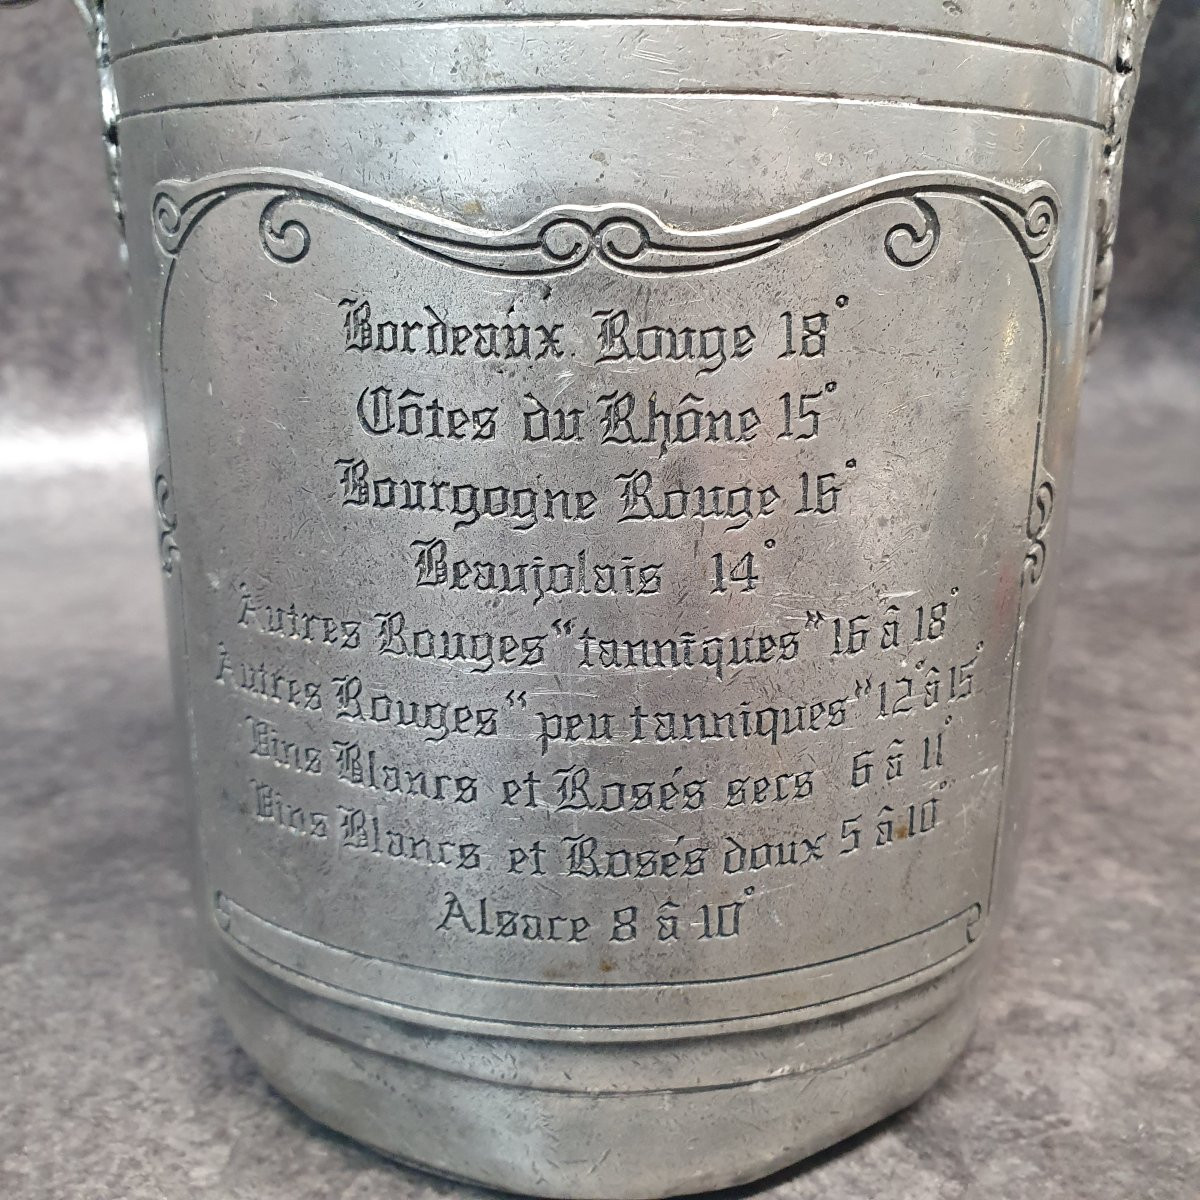 Bordeaux Rouge 18°
Côtes du Rhône 15°
Bourgogne Rouge 16°
Beaujolais 14°
Autres Rouges “tanniques” 16 â 18°
Autres Rouges “peu tanniques” 12° â 15°
Vins Blancs et Rosés secs 6 â 11°
Vins Blancs et Rosés doux 5 â 10°
Alsace 8 â 10°